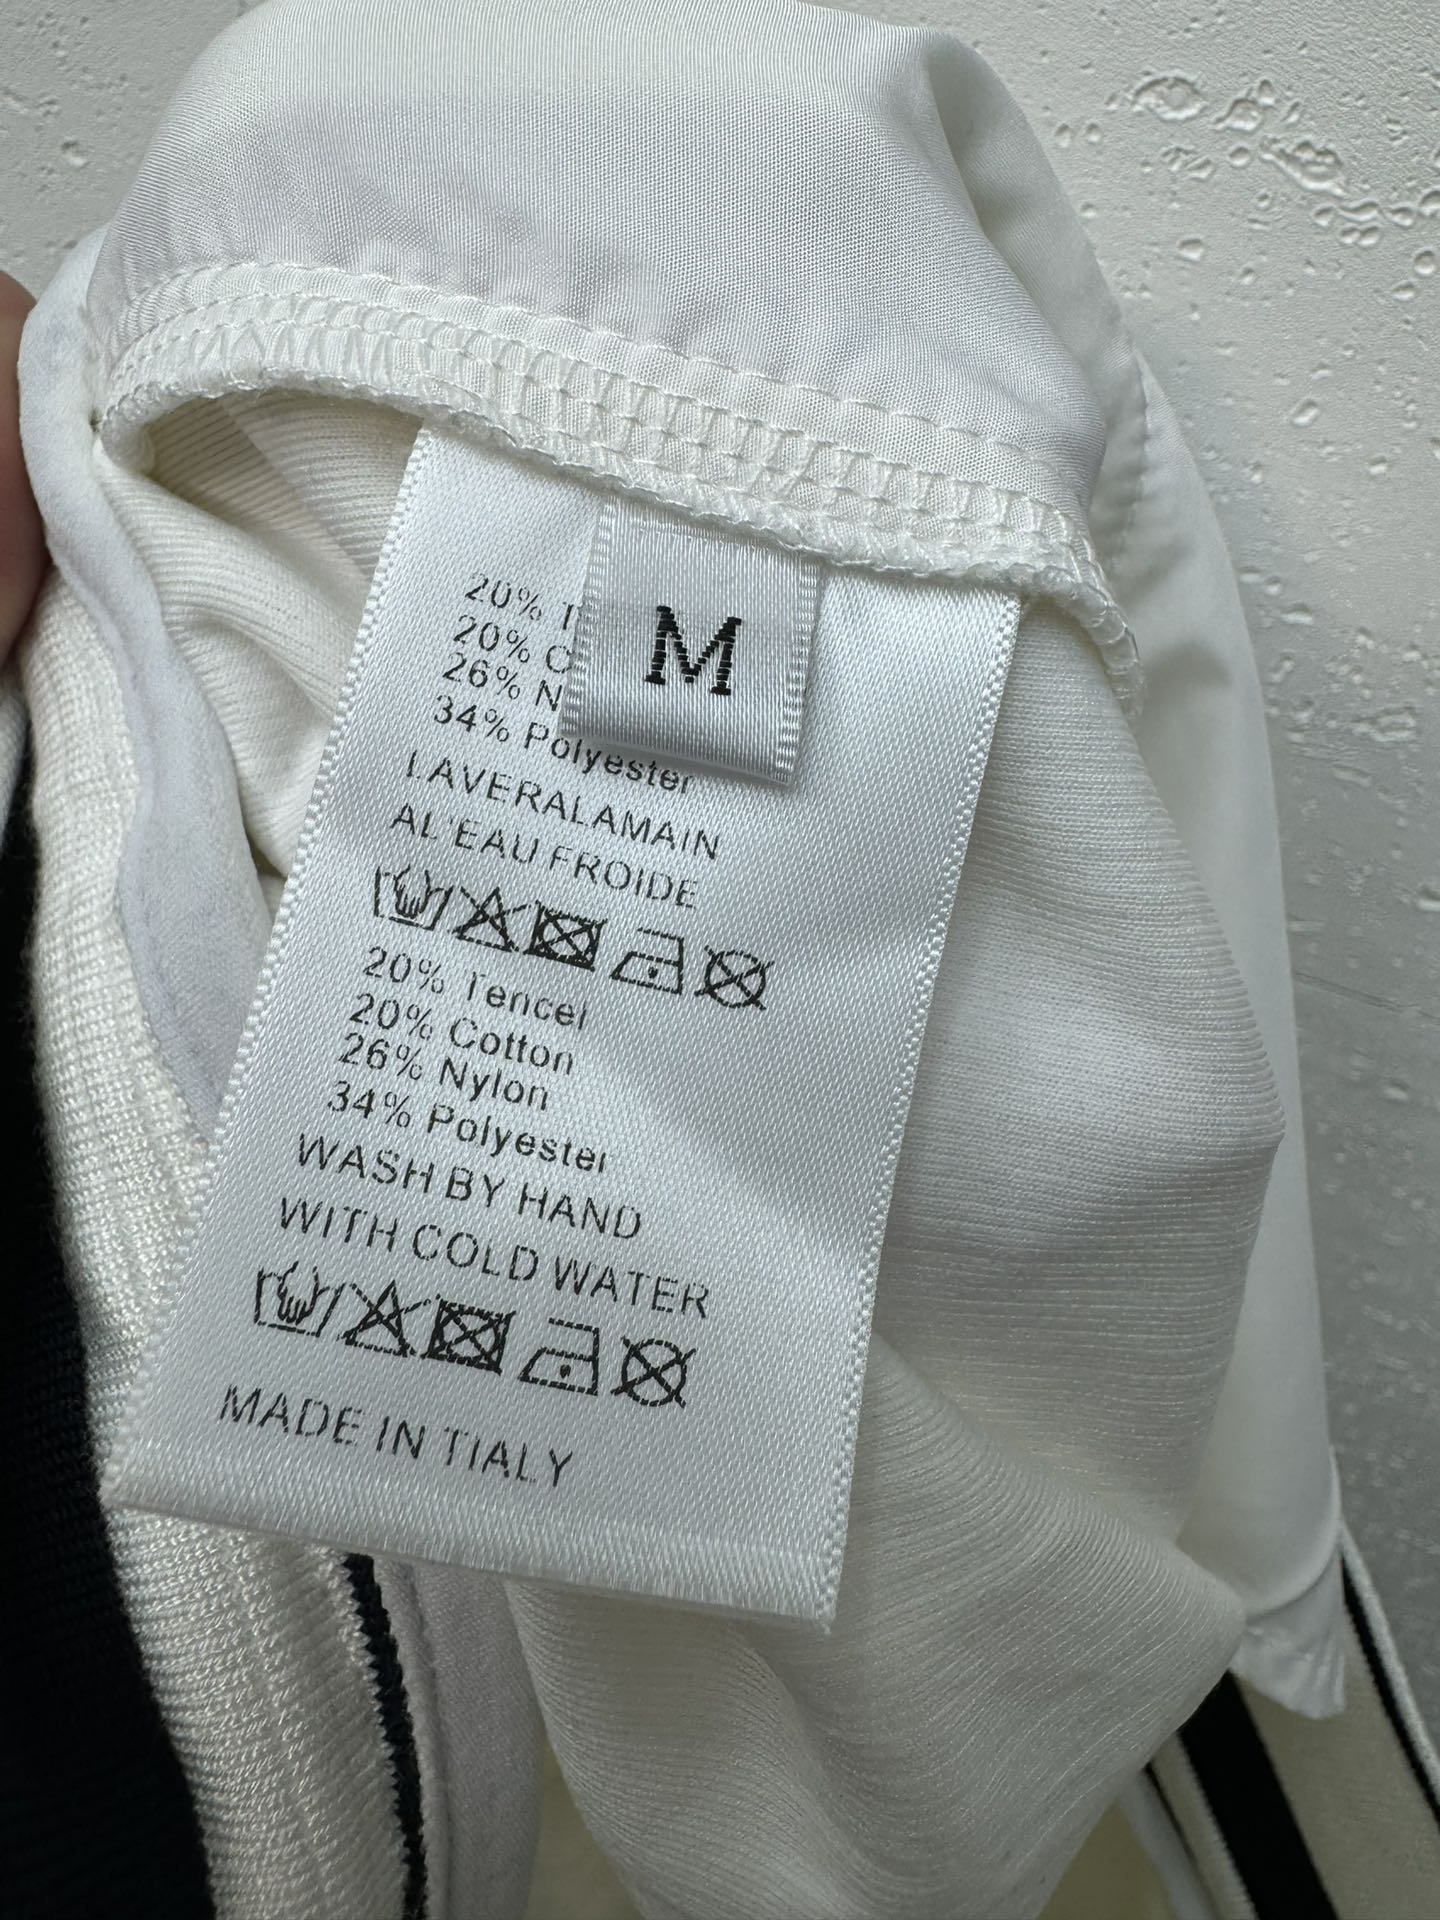 M
20% T
20% C
26% N
34% Polyester
LAVERALAMAIN
AL'EAU FROIDE
20% Tencel
20% Cotton
26% Nylon
34% Polyester
WASH BY HAND
WITH COLD WATER
MADE IN TIALY